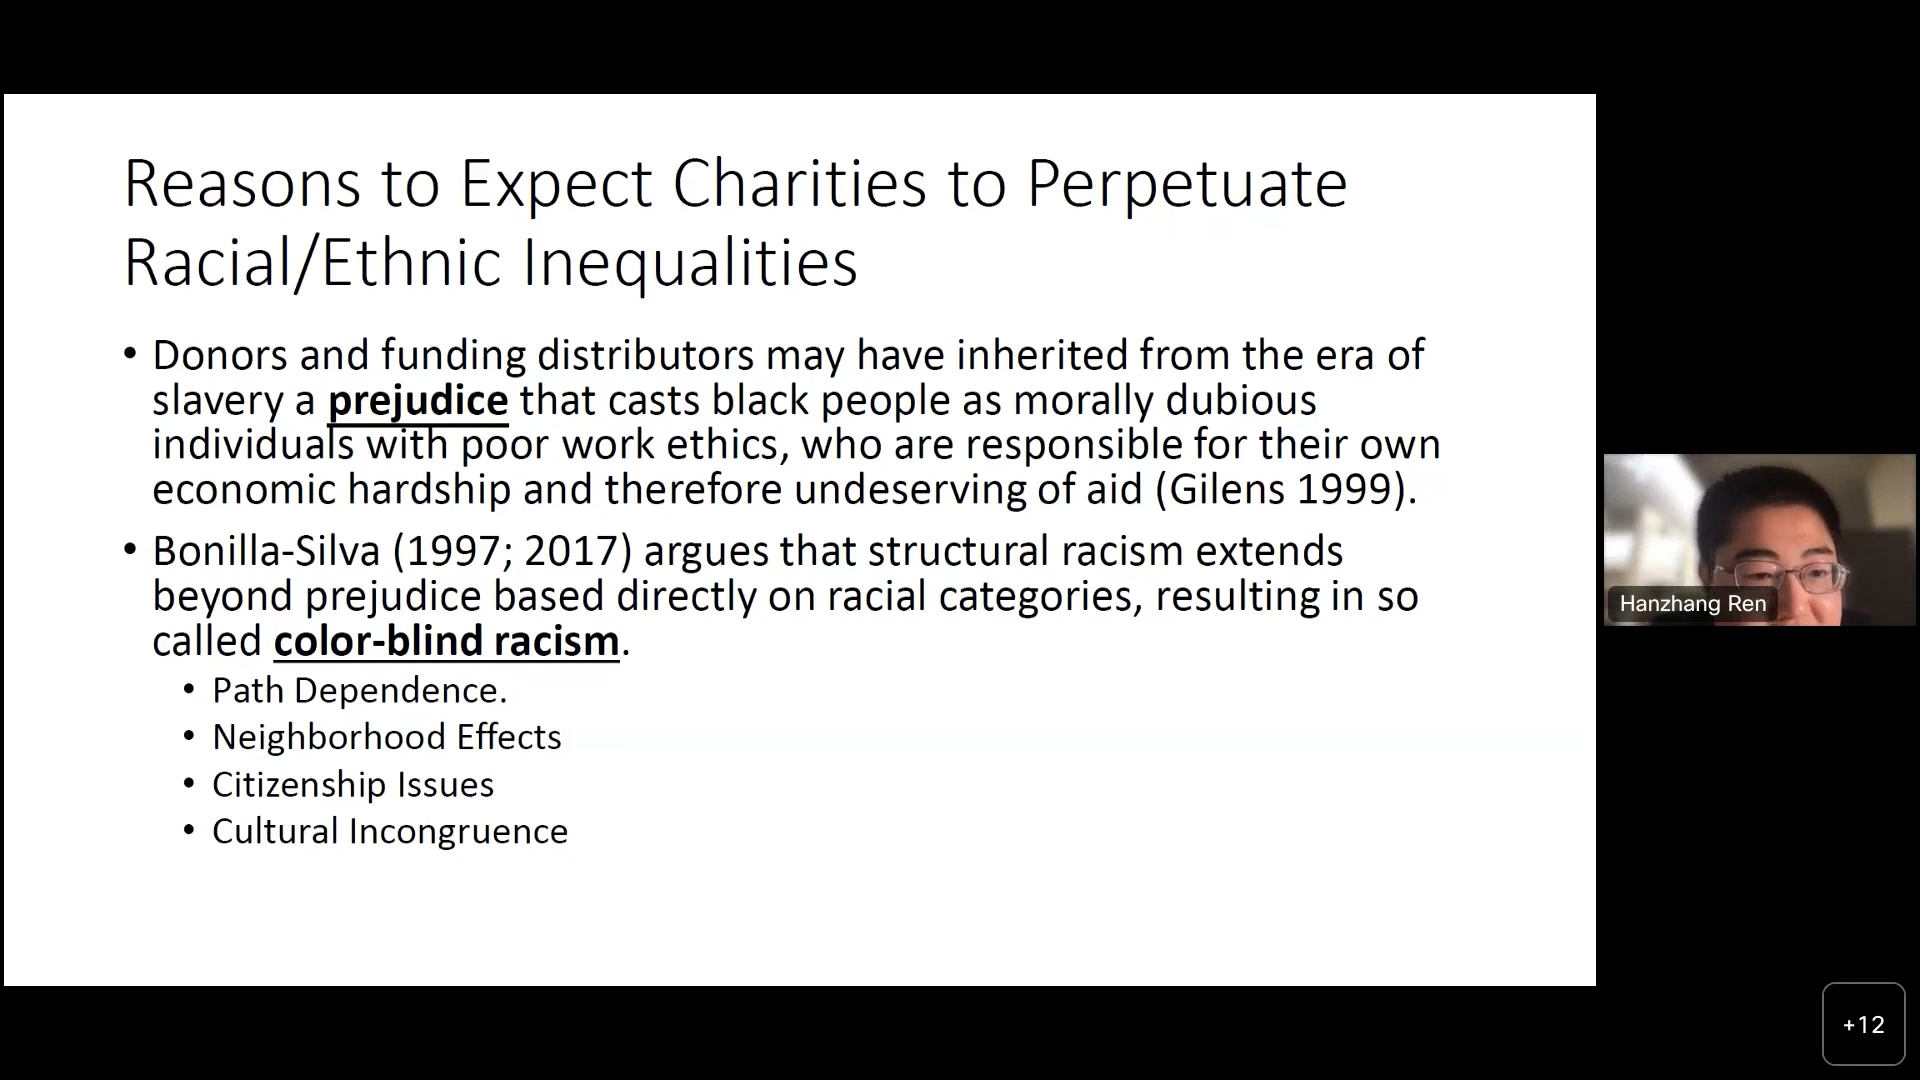 Reasons to Expect Charities to Perpetuate
Racial/Ethnic Inequalities
• Donors and funding distributors may have inherited from the era of
slavery a prejudice that casts black people as morally dubious
individuals with poor work ethics, who are responsible for their own
economic hardship and therefore undeserving of aid (Gilens 1999).
• Bonilla-Silva (1997; 2017) argues that structural racism extends
beyond prejudice based directly on racial categories, resulting in so
called color-blind racism.
• Path Dependence.
• Neighborhood Effects
• Citizenship Issues
• Cultural Incongruence
Hanzhang Ren
+12